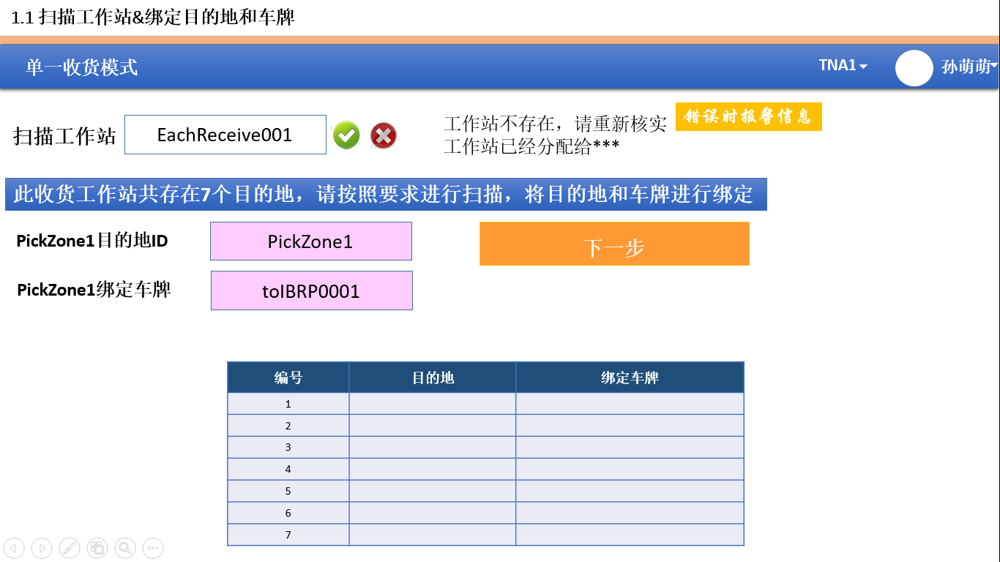 1.1 扫描工作站&绑定目的地和车牌
单一收货模式
TNA1
孙萌萌
扫描工作站
EachReceive001
工作站不存在，请重新核实
工作站已经分配给***
错误时报警信息
此收货工作站共存在7个目的地，请按照要求进行扫描，将目的地和车牌进行绑定
PickZone1目的地ID
PickZone1
下一步
PickZone1绑定车牌
toIBRP0001
编号 目的地 绑定车牌
1
2
3
4
5
6
7